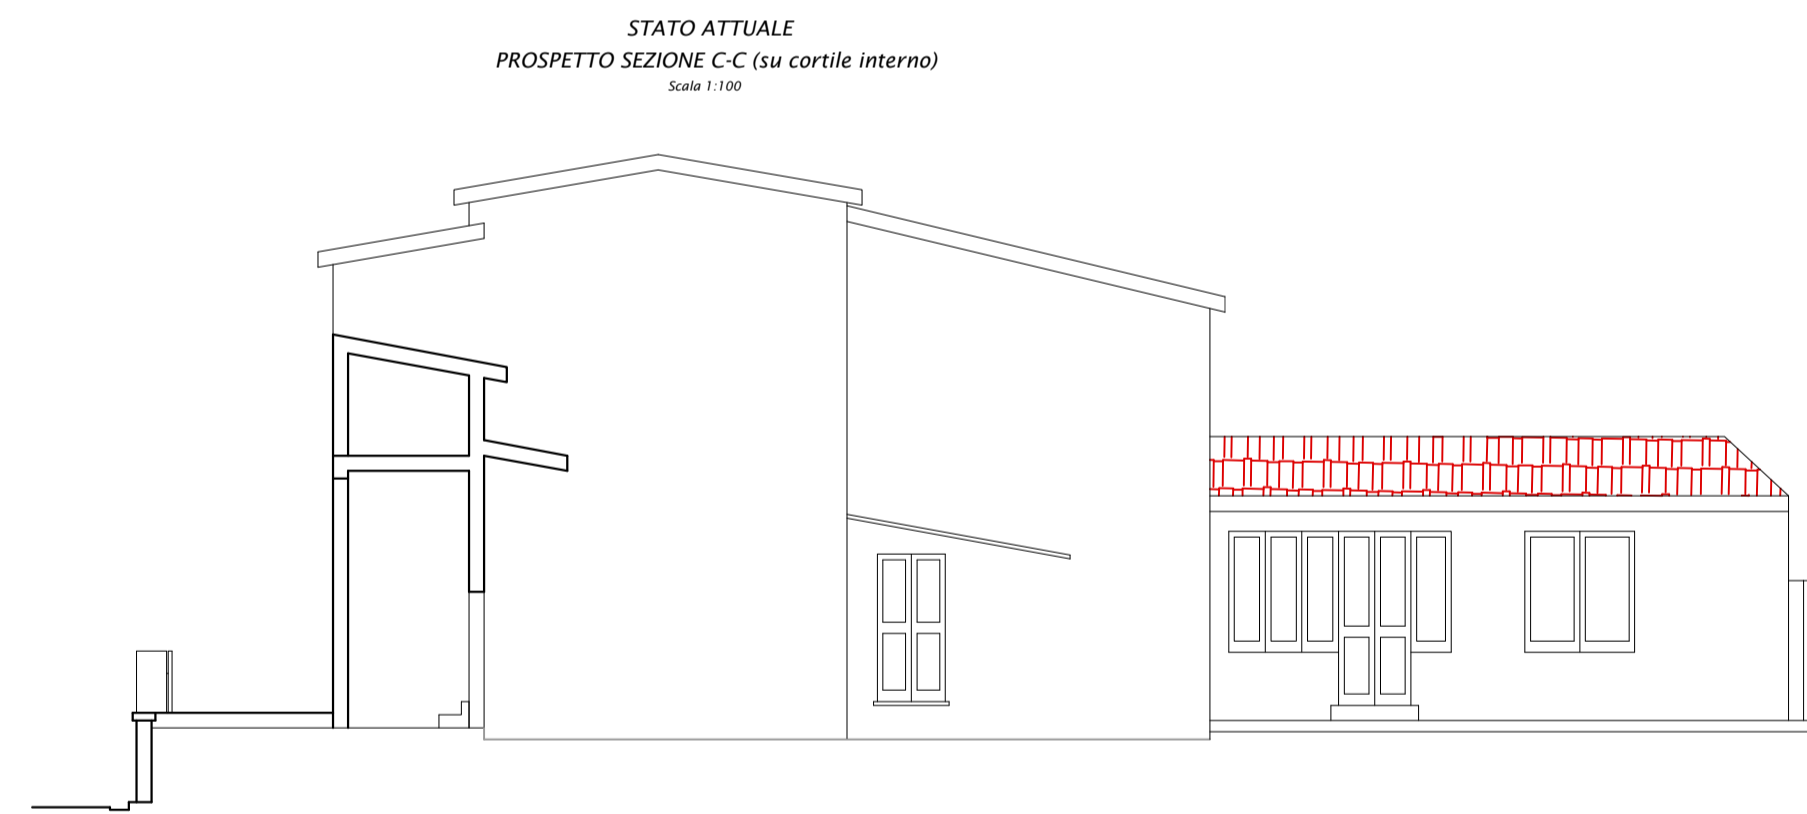 STATO ATTUALE
PROSPETTO SEZIONE C-C (su cortile interno)
Scala 1:100